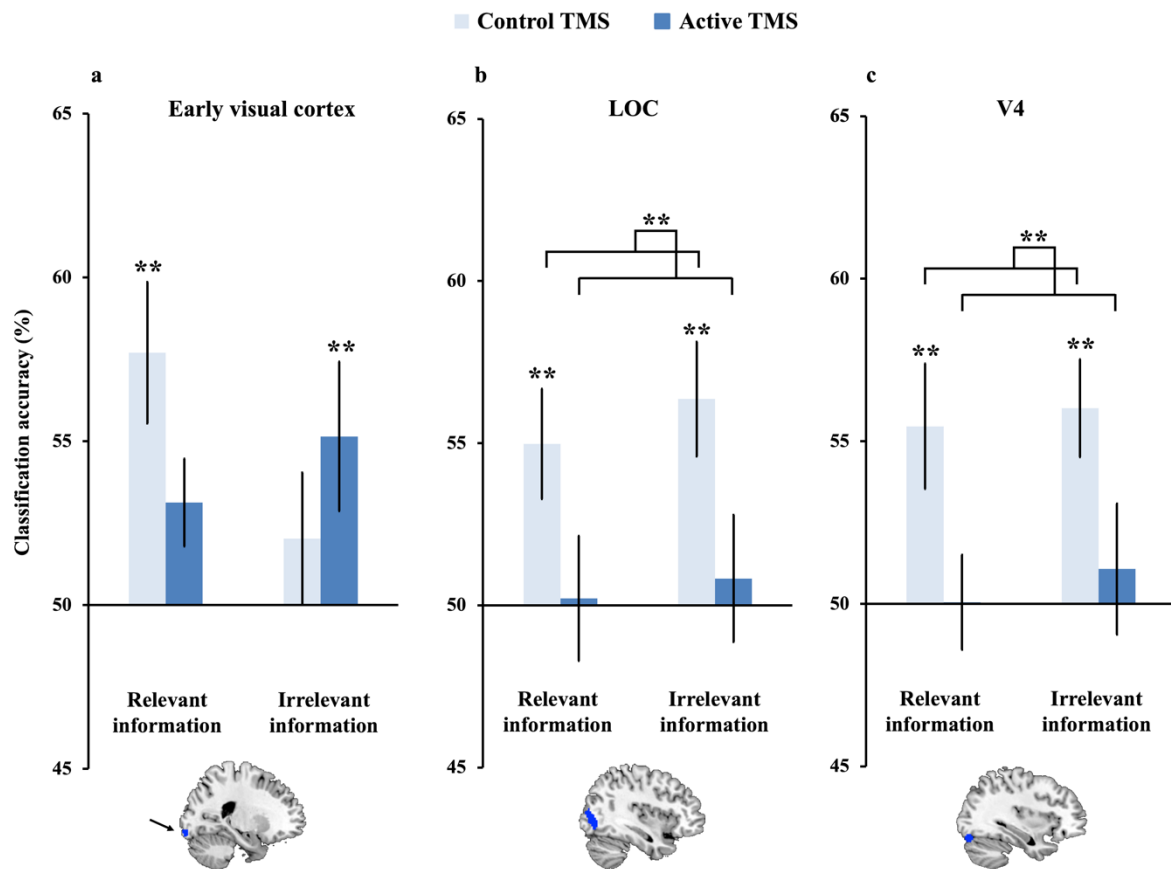 Control TMS
Active TMS
a
Early visual cortex
65
60
55
50
45
Classification accuracy (%)
**
**
Relevant
information
Irrelevant
information
b
LOC
65
60
55
50
45
**
**
**
Relevant
information
Irrelevant
information
c
V4
65
60
55
50
45
**
**
**
Relevant
information
Irrelevant
information